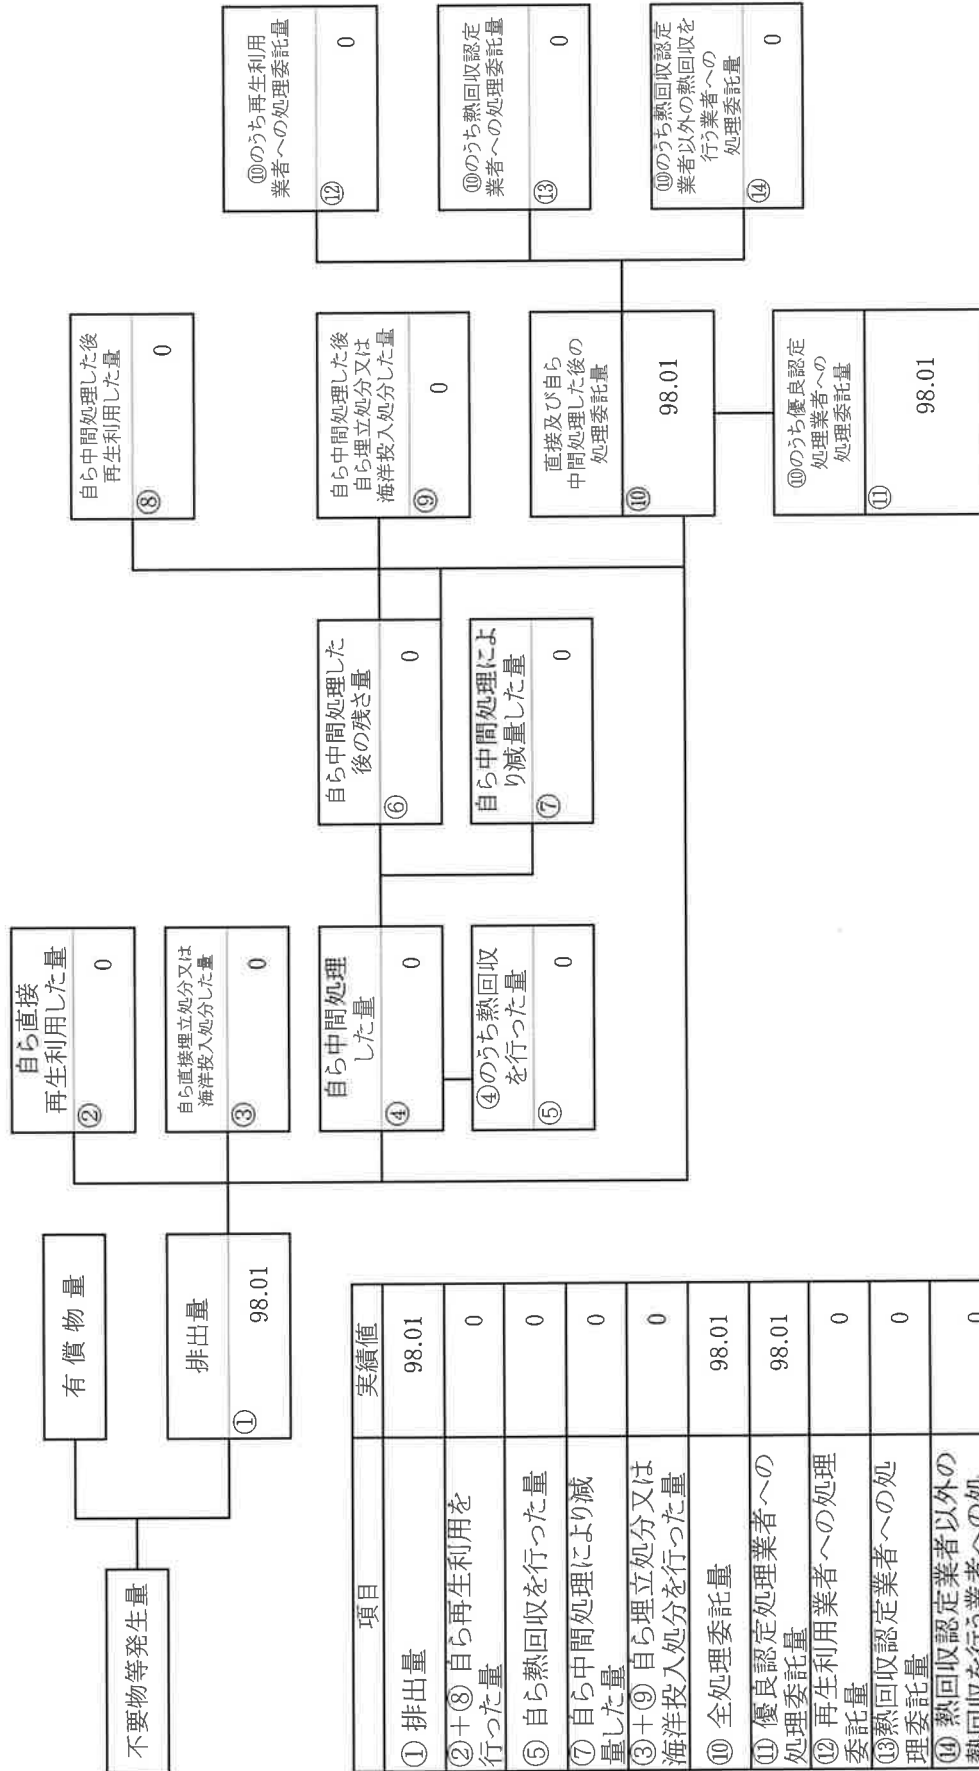 不要物等発生量
有償物量
排出量
①
98.01
自ら直接
再生利用した量
②
0
自ら直接埋立処分又は
海洋投入処分した量
③
0
自ら中間処理
した量
④
0
④のうち熱回収
を行った量
⑤
0
自ら中間処理した
後の残さ量
⑥
0
自ら中間処理によ
り減量した量
⑦
0
自ら中間処理した後
再生利用した量
⑧
0
自ら中間処理した後
自ら埋立処分又は
海洋投入処分した量
⑨
0
直接及び自ら
中間処理した後の
処理委託量
⑩
98.01
⑩のうち優良認定
処理業者への
処理委託量
⑪
98.01
⑩のうち再生利用
業者への処理委託量
⑫
0
⑩のうち熱回収認定
業者への処理委託量
⑬
0
⑩のうち熱回収認定
業者以外の熱回収を
行う業者への
処理委託量
⑭
0
項目 実績値
①排出量 98.01
②+⑧ 自ら再生利用を
行った量 0
⑤ 自ら熱回収を行った量 0
⑦ 自ら中間処理により減
量した量 0
③+⑨ 自ら埋立処分又は
海洋投入処分を行った量 0
⑩ 全処理委託量 98.01
⑪ 優良認定処理業者への
処理委託量 98.01
⑫ 再生利用業者への処理
委託量 0
⑬熱回収認定業者への処
理委託量 0
⑭ 熱回収認定業者以外の
熱回収を行う業者への処 0